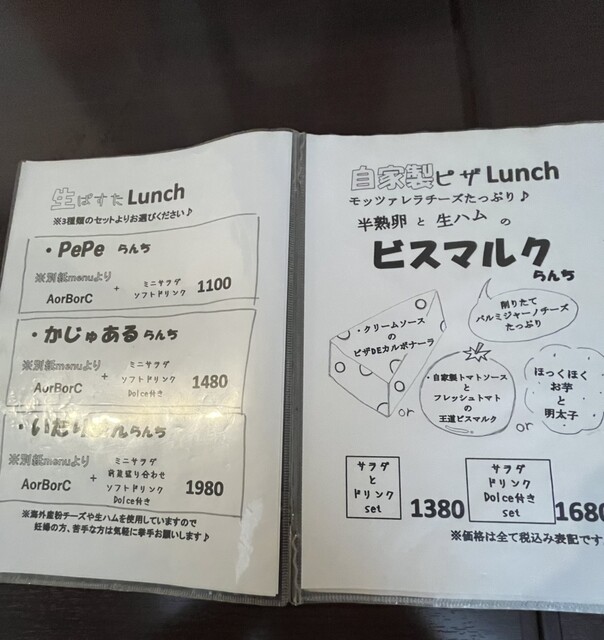 生ぱすたLunch
※3種類のセットよりお選びください♪
・PePe らんち
※別紙menuより
AorBorC
+
ミニサラダ
ソフトドリンク
1100
・かじゅあるらんち
※別紙menuより
AorBorC
+
ミニサラダ
ソフトドリンク
Dolce付き
1480
らんち
※別紙menuより
AorBorC
+
ミニサラダ
前菜盛り合わせ
ソフトドリンク
Dolce付き
1980
※海外産粉チーズや生ハムを使用していますので
妊婦の方、苦手な方は気軽に挙手お願いします♪
自家製ピザLunch
モッツァレラチーズたっぷり♪
半熟卵と生ハムの
ビスマルク
らんち
削りたて
パルミジャーノチーズ
たっぷり
・クリームソース
の
ピザDEカルボナーラ
or
・自家製トマトソース
と
フレッシュトマト
の
王道ビスマルク
or
ほっくほく
お芋
と
明太子
サラダ
と
ドリンク
set
1380
サラダ
ドリンク
Dolce付き
set
1680
※価格は全て税込み表記です